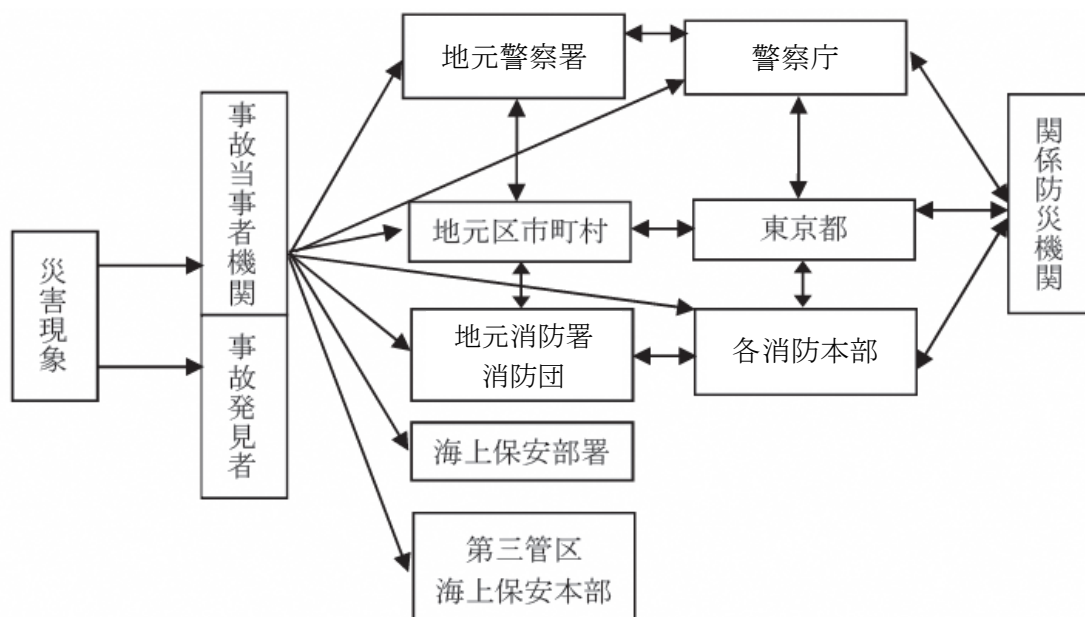 災害現象
事故当事者機関
事故発見者
地元警察署
警察庁
地元区市町村
東京都
地元消防署
消防団
各消防本部
海上保安部署
第三管区
海上保安本部
関係防災機関